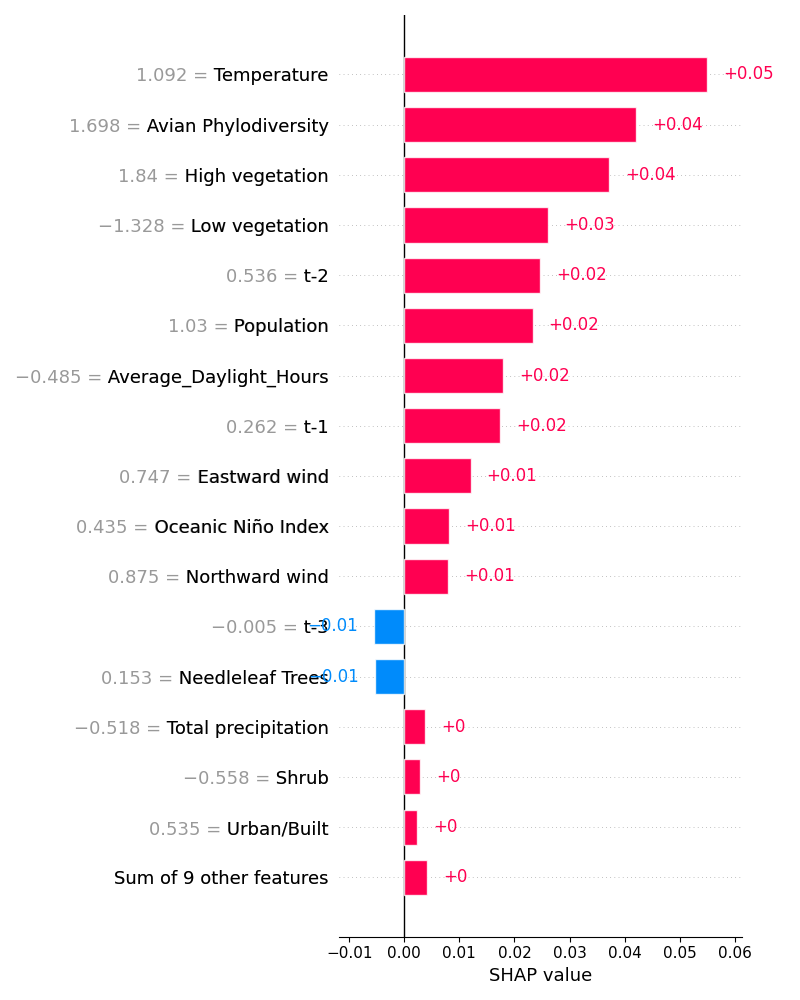 1.092 = Temperature +0.05
1.698 = Avian Phylodiversity +0.04
1.84 = High vegetation +0.04
−1.328 = Low vegetation +0.03
0.536 = t-2 +0.02
1.03 = Population +0.02
−0.485 = Average_Daylight_Hours +0.02
0.262 = t-1 +0.02
0.747 = Eastward wind +0.01
0.435 = Oceanic Niño Index +0.01
0.875 = Northward wind +0.01
−0.005 = t-3 −0.01
0.153 = Needleleaf Trees −0.01
−0.518 = Total precipitation +0
−0.558 = Shrub +0
0.535 = Urban/Built +0
Sum of 9 other features +0
−0.01 0.00 0.01 0.02 0.03 0.04 0.05 0.06
SHAP value